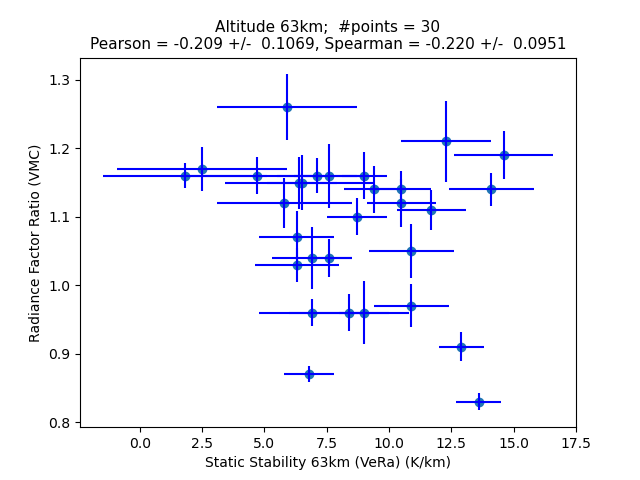 Altitude 63km;  #points = 30
Pearson = -0.209 +/-  0.1069, Spearman = -0.220 +/-  0.0951
1.3
1.2
1.1
1.0
0.9
0.8
Radiance Factor Ratio (VMC)
0.0 2.5 5.0 7.5 10.0 12.5 15.0 17.5
Static Stability 63km (VeRa) (K/km)